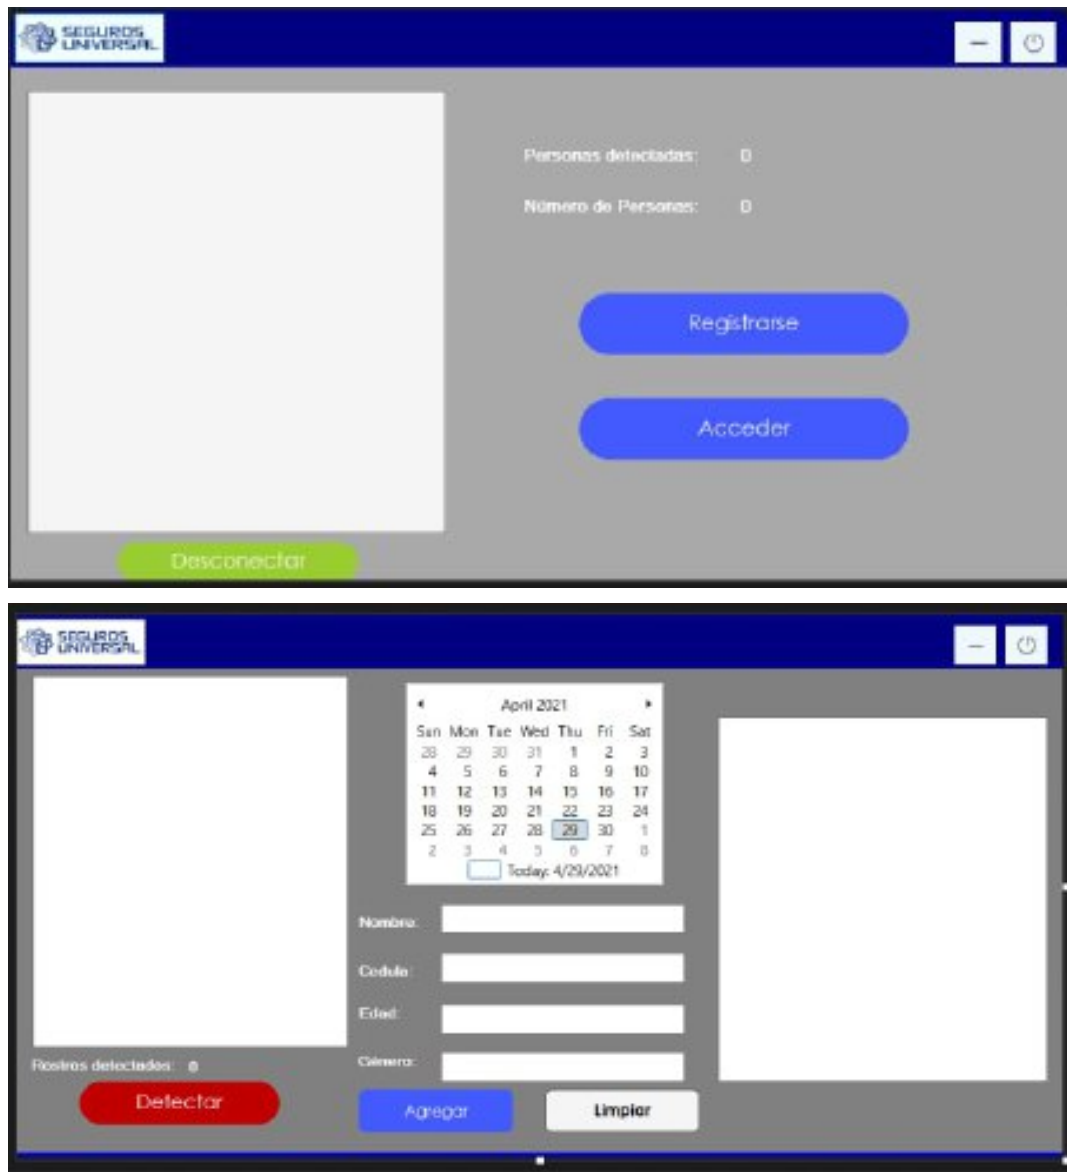 SEGUROS
UNIVERSAL
Personas detectadas: 0
Número de Personas: 0
Registrarse
Acceder
Desconectar
SEGUROS
UNIVERSAL
April 2021
Sun Mon Tue Wed Thu Fri Sat
28 29 30 31 1 2 3
4 5 6 7 8 9 10
11 12 13 14 15 16 17
18 19 20 21 22 23 24
25 26 27 28 29 30 1
2 3 4 5 6 7 8
Today: 4/29/2021
Nombre:
Cedula:
Edad:
Género:
Rostros detectados: 0
Detectar
Agregar
Limpiar